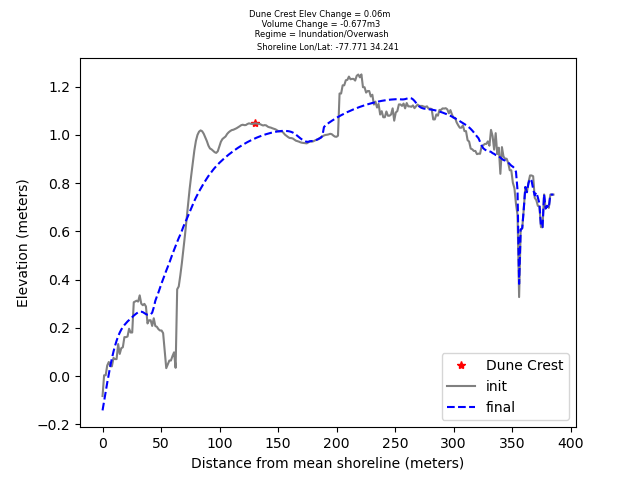 Dune Crest Elev Change = 0.06m
Volume Change = -0.677m3
Regime = Inundation/Overwash
Shoreline Lon/Lat: -77.771 34.241
Elevation (meters)
1.2
1.0
0.8
0.6
0.4
0.2
0.0
−0.2
Dune Crest
init
final
0 50 100 150 200 250 300 350 400
Distance from mean shoreline (meters)